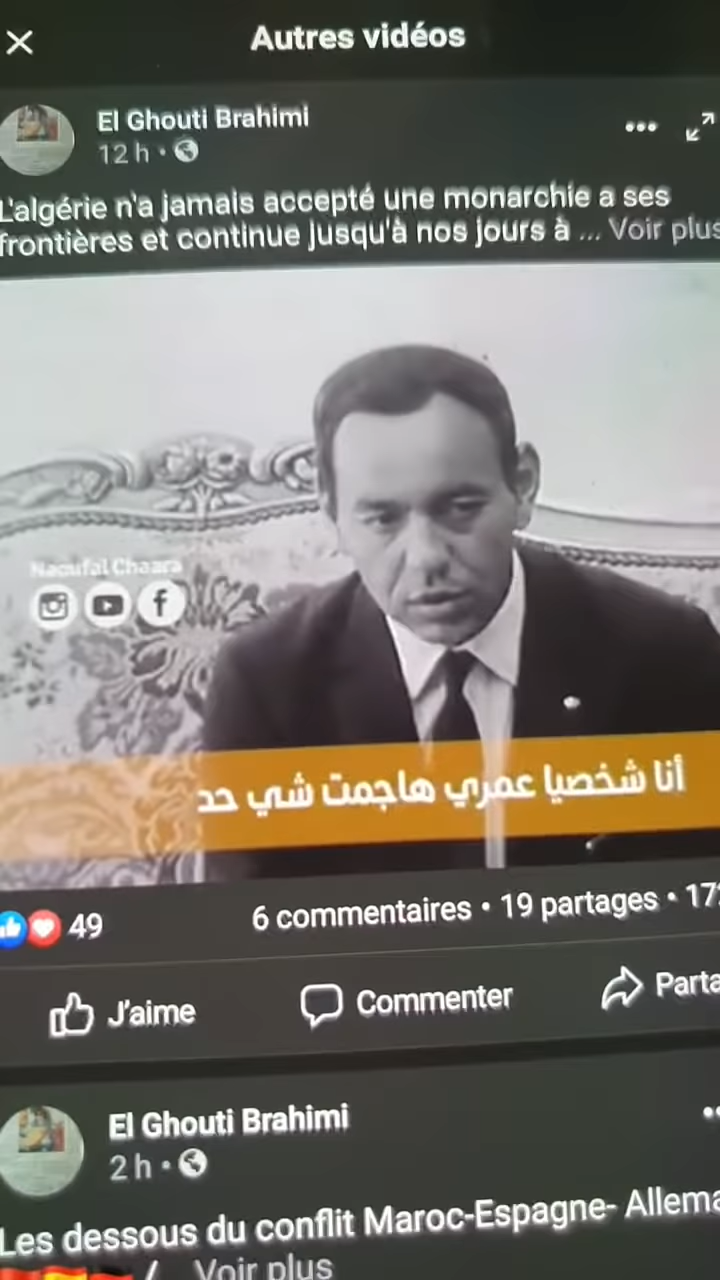 Autres vidéos
El Ghouti Brahimi
12 h
L'algérie n'a jamais accepté une monarchie a ses
frontières et continue jusqu'à nos jours à ... Voir plus
Naoufal Chaara
أنا شخصيا عمري هاجمت شي حد
49
6 commentaires • 19 partages •
J'aime
Commenter
El Ghouti Brahimi
2 h
Les dessous du conflit Maroc-Espagne-
Voir plus